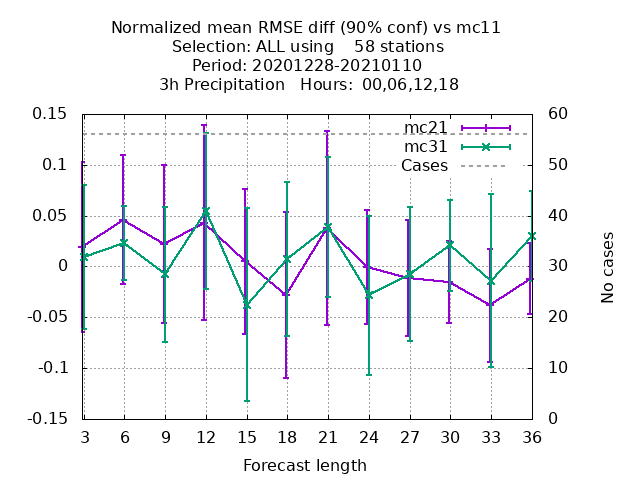 Normalized mean RMSE diff (90% conf) vs mc11
Selection: ALL using    58 stations
Period: 20201228-20210110
3h Precipitation   Hours:  00,06,12,18
mc21
mc31
Cases
0.15
0.1
0.05
0
-0.05
-0.1
-0.15
60
50
40
30
20
10
0
No cases
3 6 9 12 15 18 21 24 27 30 33 36
Forecast length